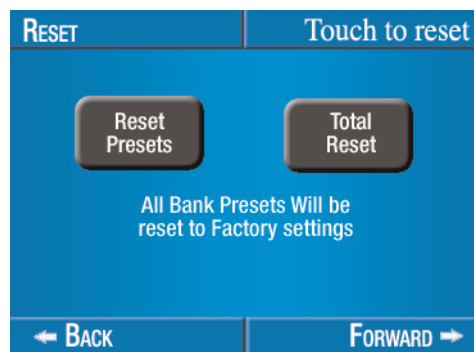 RESET
Touch to reset
Reset
Presets
Total
Reset
All Bank Presets Will be
reset to Factory settings
BACK
FORWARD